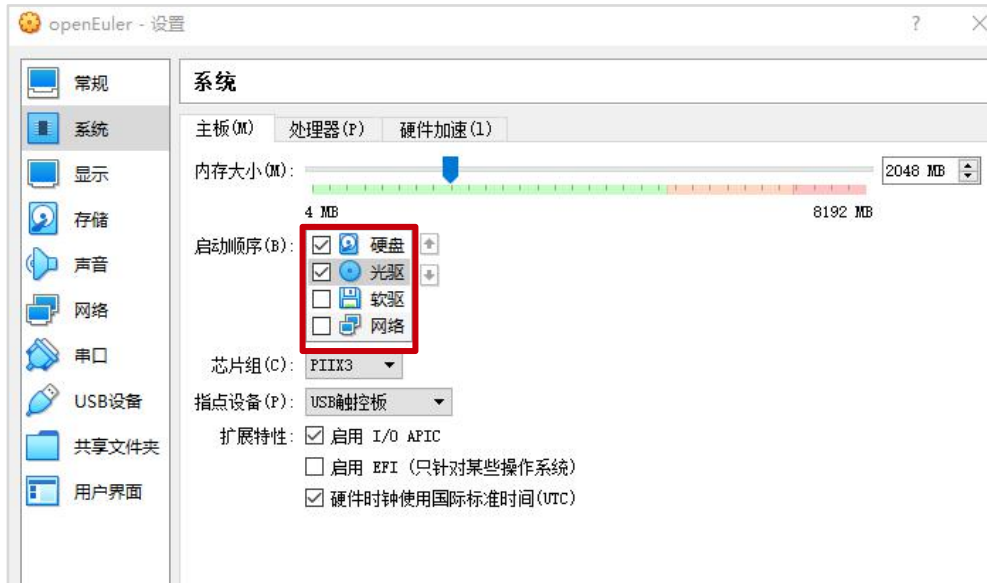 openEuler - 设置
常规
系统
显示
存储
声音
网络
串口
USB设备
共享文件夹
用户界面
系统
主板(M) 处理器(P) 硬件加速(l)
内存大小(M): 2048 MB
4 MB 8192 MB
启动顺序(B): 硬盘
光驱
软驱
网络
芯片组(C): PIIX3
指点设备(P): USB触控板
扩展特性: 启用 I/O APIC
启用 EFI (只针对某些操作系统)
硬件时钟使用国际标准时间(UTC)